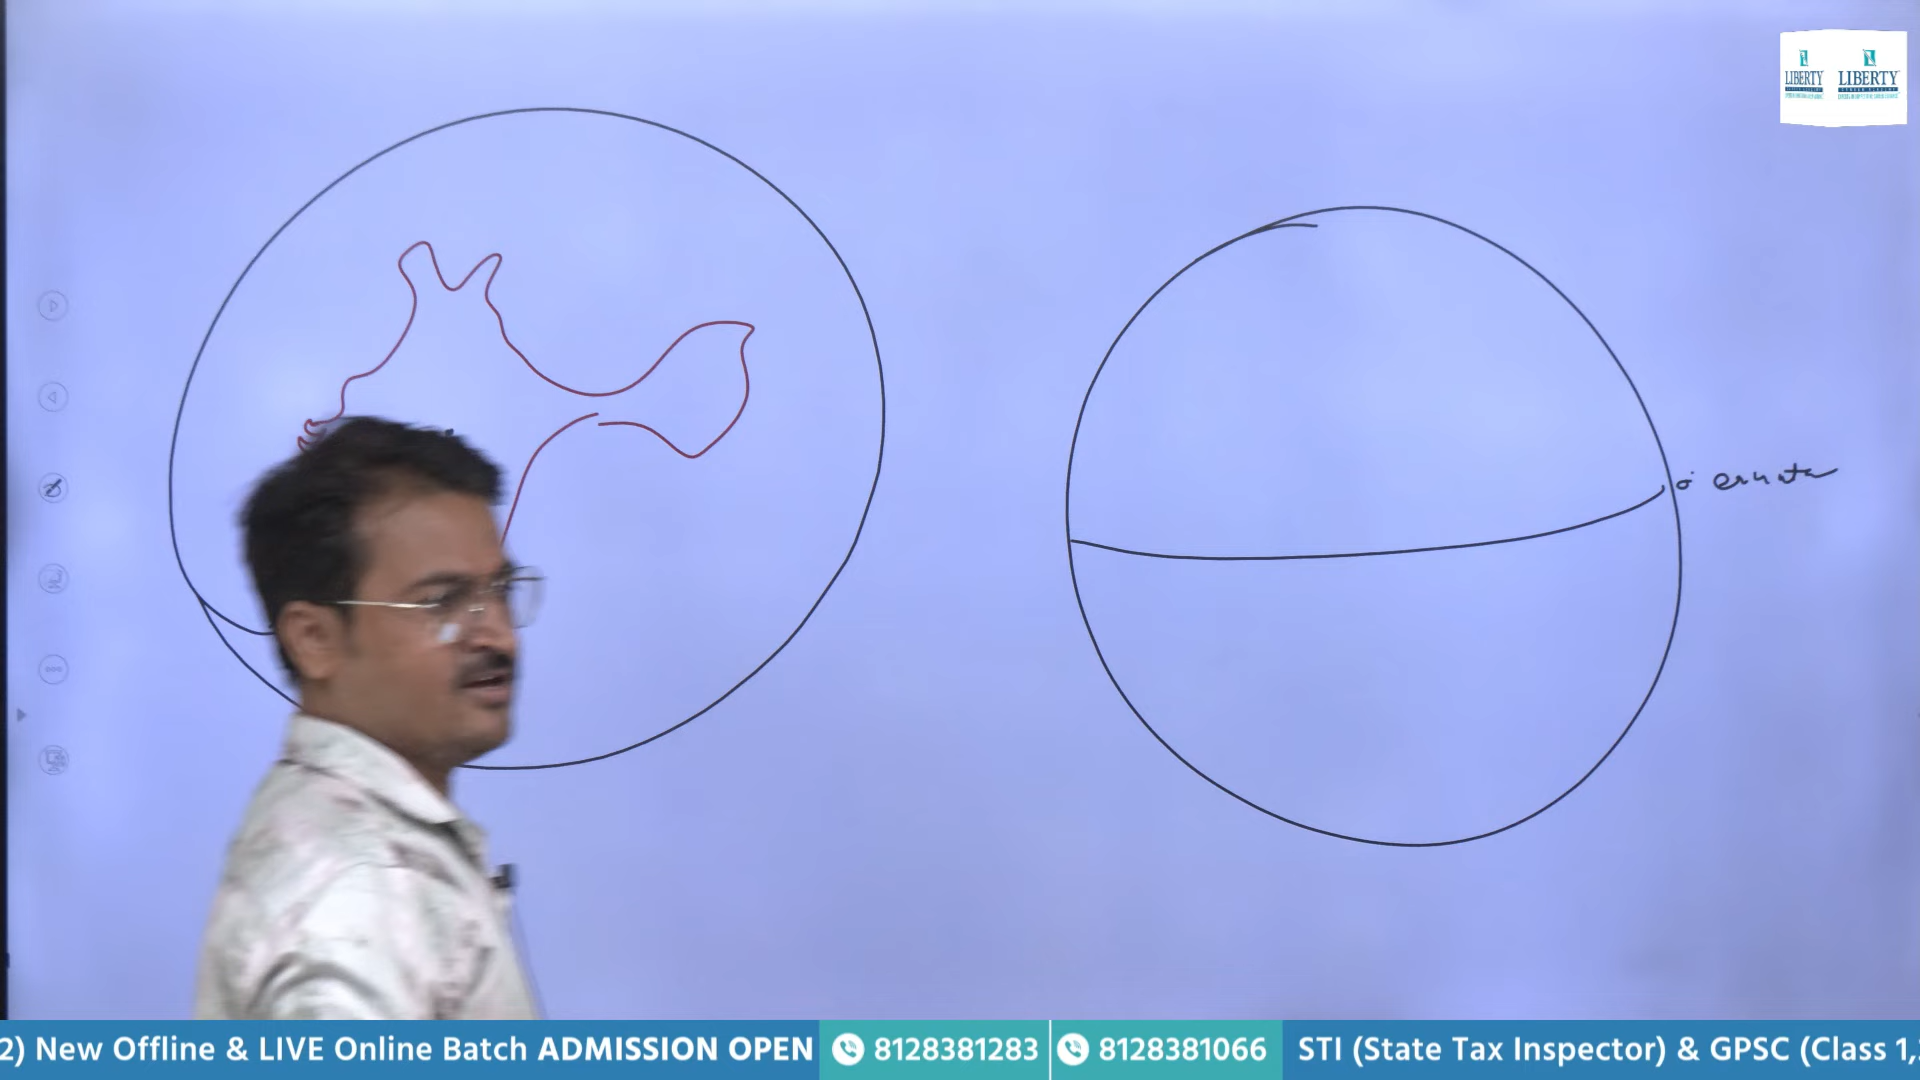 LIBERTY LIBERTY
2) New Offline & LIVE Online Batch ADMISSION OPEN 8128381283 8128381066 STI (State Tax Inspector) & GPSC (Class 1,